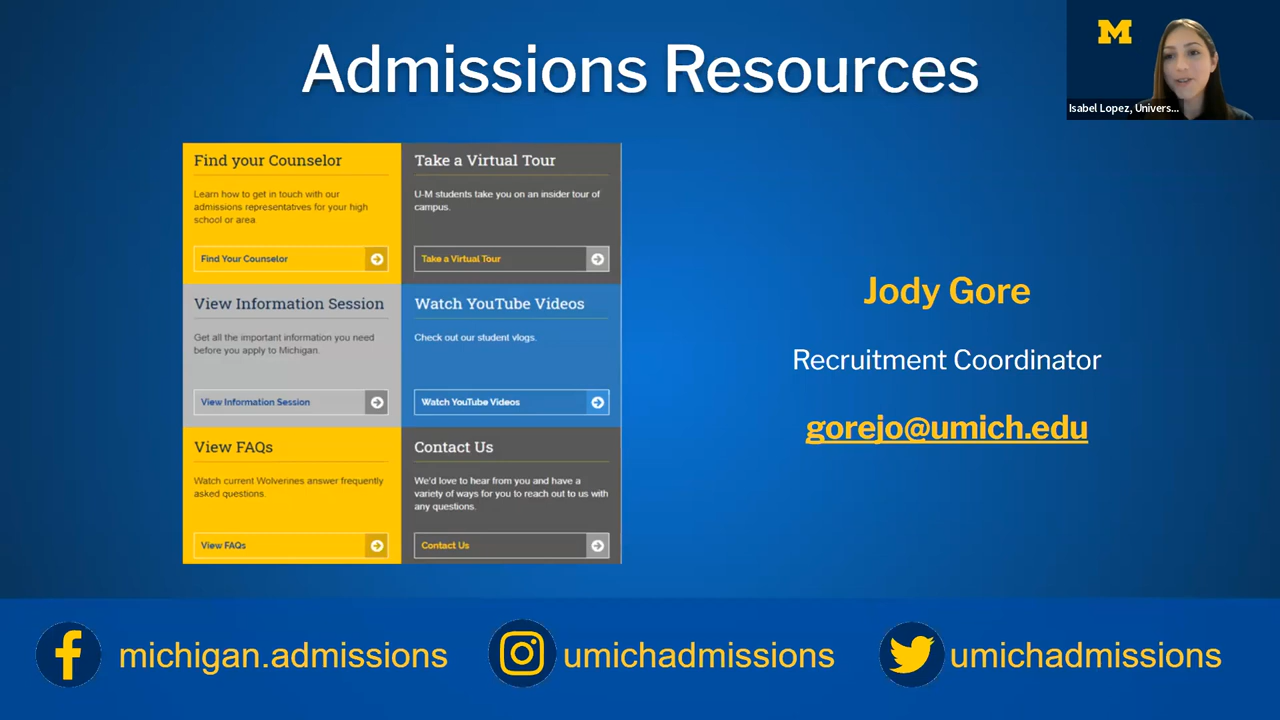 Admissions Resources
M
Isabel Lopez, Univers...
Find your Counselor
Learn how to get in touch with our
admissions representatives for your high
school or area
Find Your Counselor
Take a Virtual Tour
U-M students take you on an insider tour of
campus.
Take a Virtual Tour
View Information Session
Get all the important information you need
before you apply to Michigan.
View Information Session
Watch YouTube Videos
Check out our student vlogs.
Watch YouTube Videos
View FAQs
Watch current Wolverines answer frequently
asked questions.
View FAQs
Contact Us
We'd love to hear from you and have a
variety of ways for you to reach out to us with
any questions.
Contact Us
Jody Gore
Recruitment Coordinator
gorejo@umich.edu
michigan.admissions
umichadmissions
umichadmissions